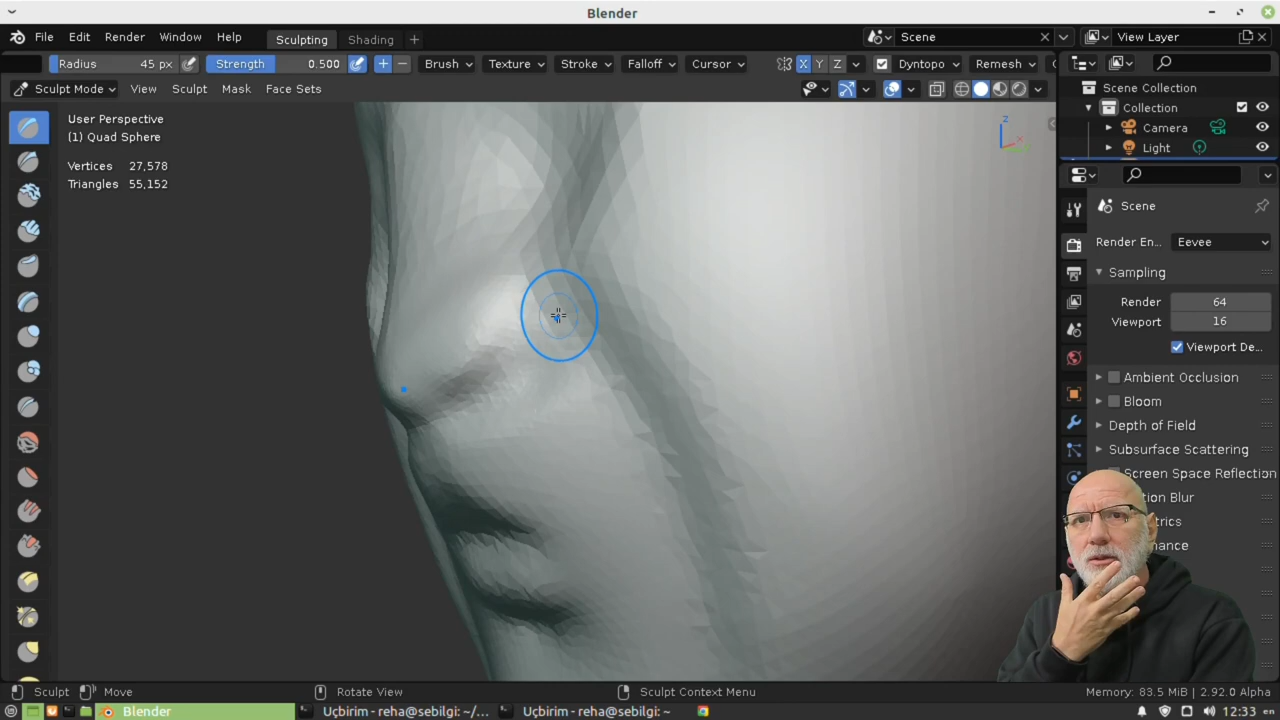 Blender
File Edit Render Window Help Sculpting Shading + Scene View Layer
Radius 45 px Strength 0.500 + Brush Texture Stroke Falloff Cursor X Y Z Dyntopo Remesh
Sculpt Mode View Sculpt Mask Face Sets
User Perspective
(1) Quad Sphere
Vertices 27,578
Triangles 55,152
Z
X
Scene Collection
Collection
Camera
Light
Scene
Render En... Eevee
Sampling
Render 64
Viewport 16
Viewport De...
Ambient Occlusion
Bloom
Depth of Field
Subsurface Scattering
Screen Space Reflection
tion Blur
trics
mance
Sculpt Move Rotate View Sculpt Context Menu Memory: 83.5 MiB | 2.92.0 Alpha
Blender Uçbirim - reha@sebilgi: ~/... Uçbirim - reha@sebilgi: ~ 12:33 en